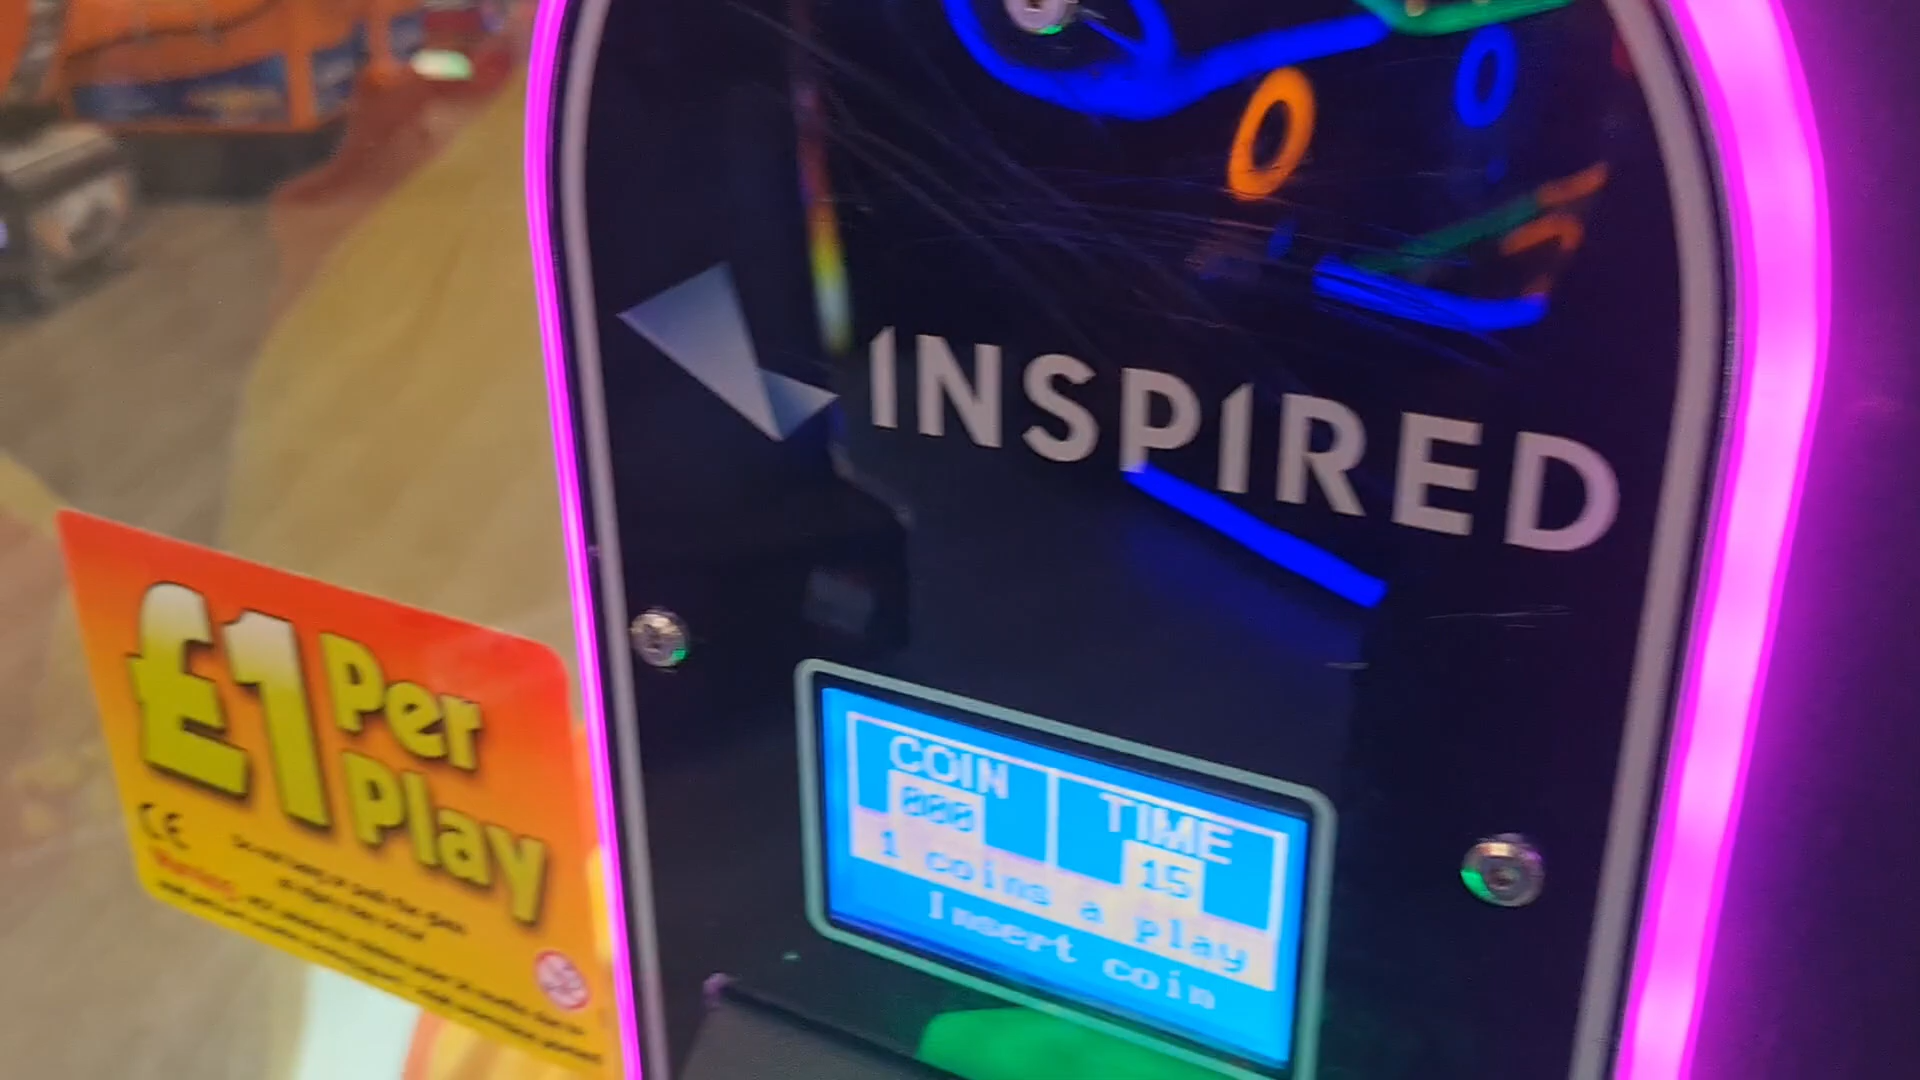 INSPIRED
£1 Per
Play
CE
COIN
TIME
000
15
1 coins a play
Insert coin